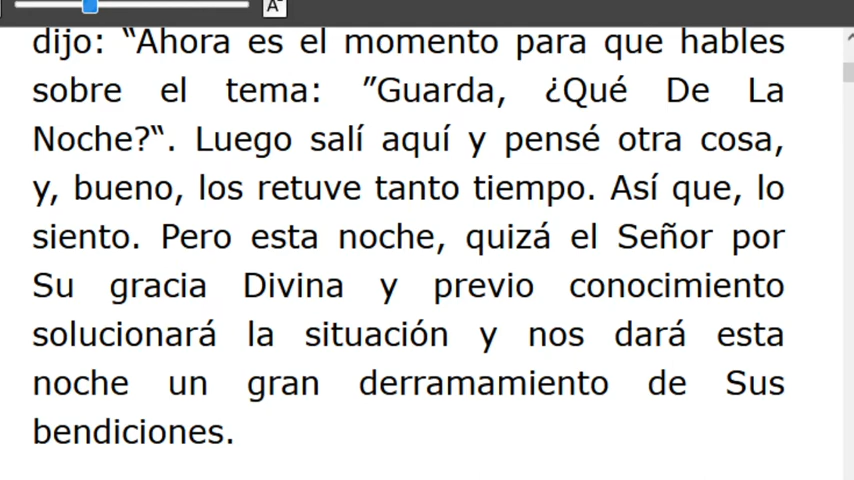 A
dijo: “Ahora es el momento para que hables
sobre el tema: ”Guarda, ¿Qué De La
Noche?“. Luego salí aquí y pensé otra cosa,
y, bueno, los retuve tanto tiempo. Así que, lo
siento. Pero esta noche, quizá el Señor por
Su gracia Divina y previo conocimiento
solucionará la situación y nos dará esta
noche un gran derramamiento de Sus
bendiciones.